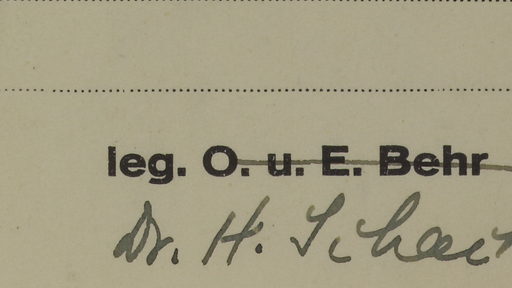 leg. O. u. E. Behr
Dr. H.